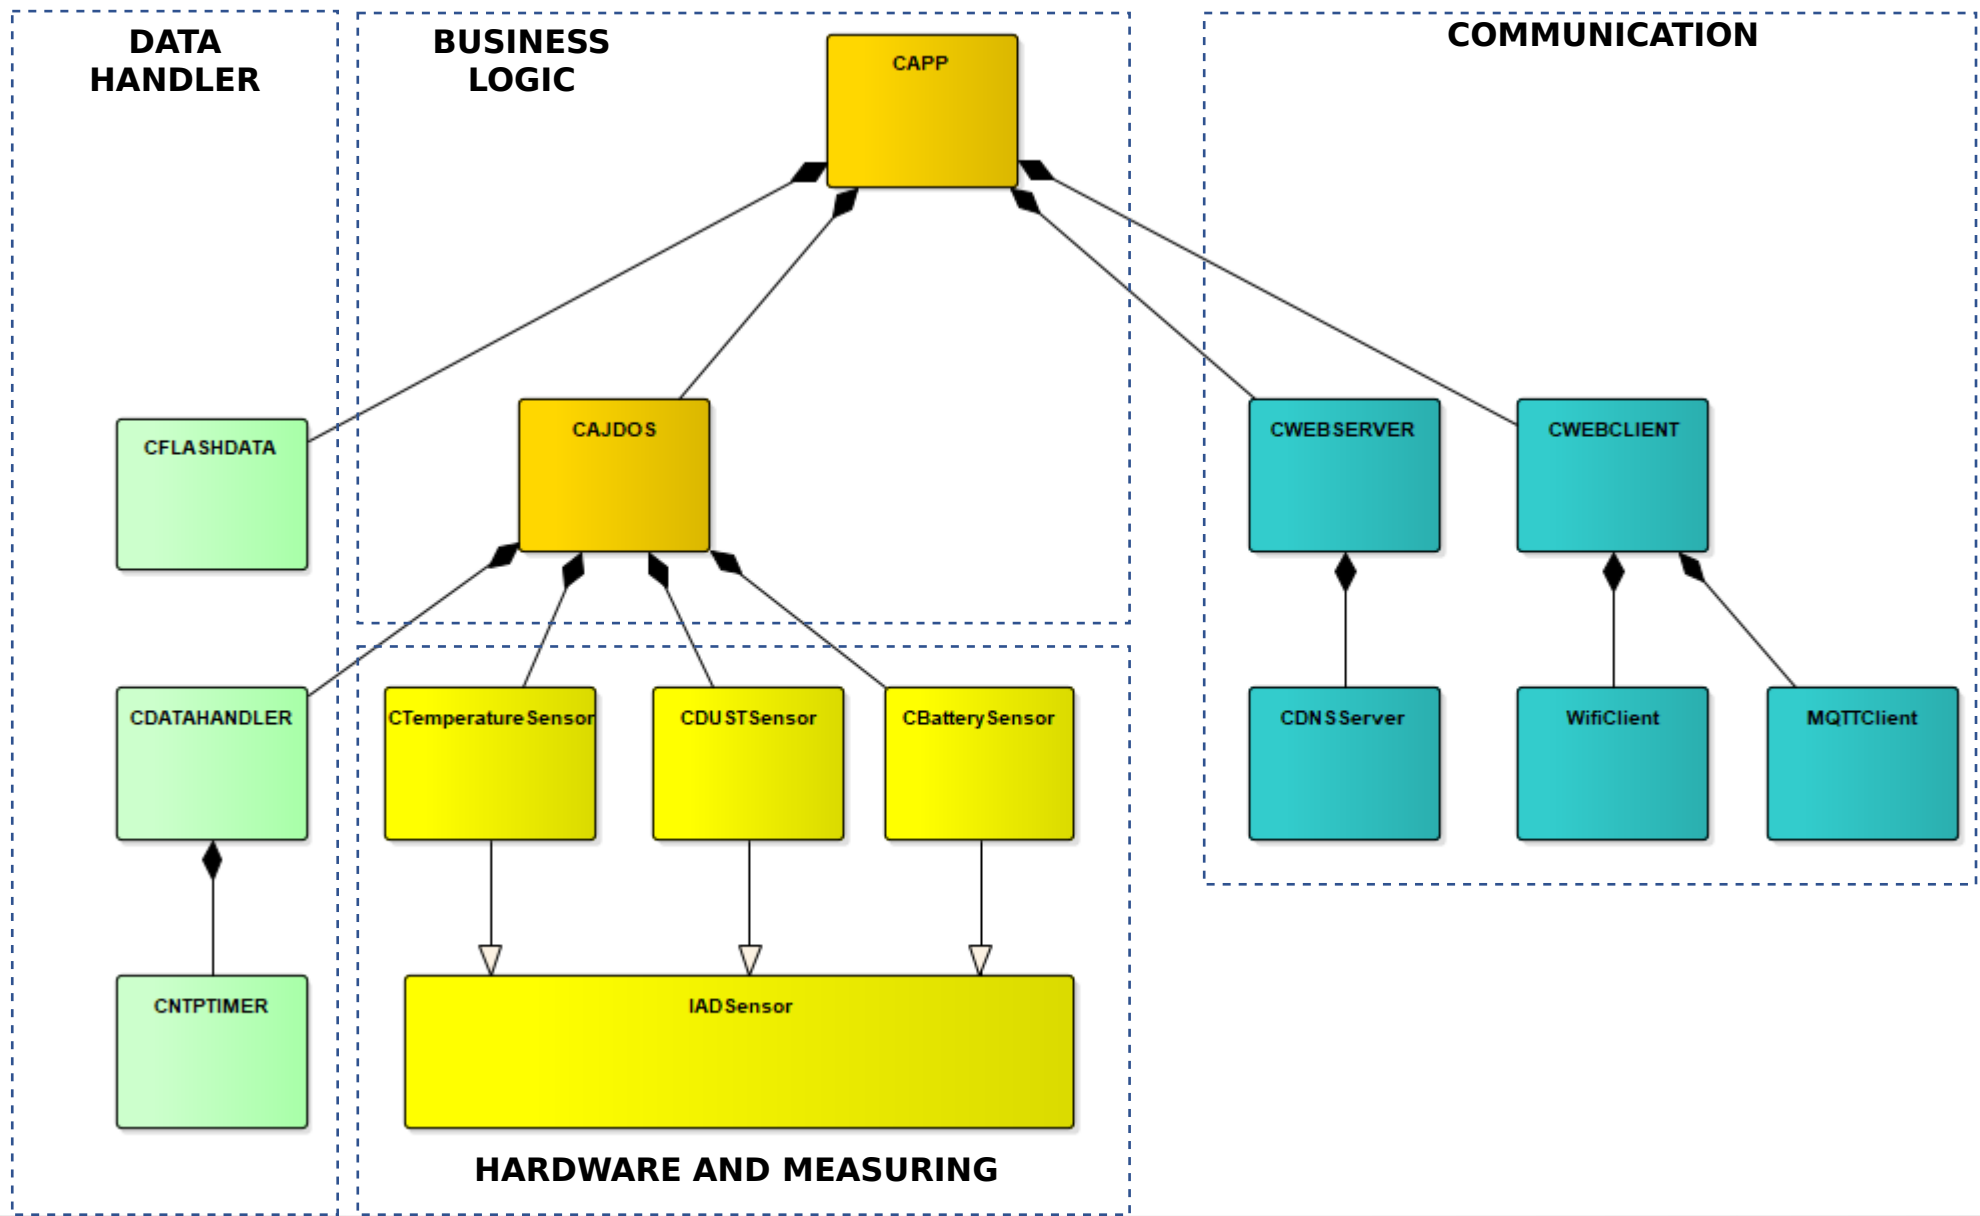 DATA
HANDLER
BUSINESS
LOGIC
COMMUNICATION
CAPP
CFLASHDATA
CAJDOS
CWEBSERVER
CWEBCLIENT
CDATAHANDLER
CTemperatureSensor
CDUSTSensor
CBatterySensor
CDNSServer
WifiClient
MQTTClient
CNTPTIMER
IADSensor
HARDWARE AND MEASURING